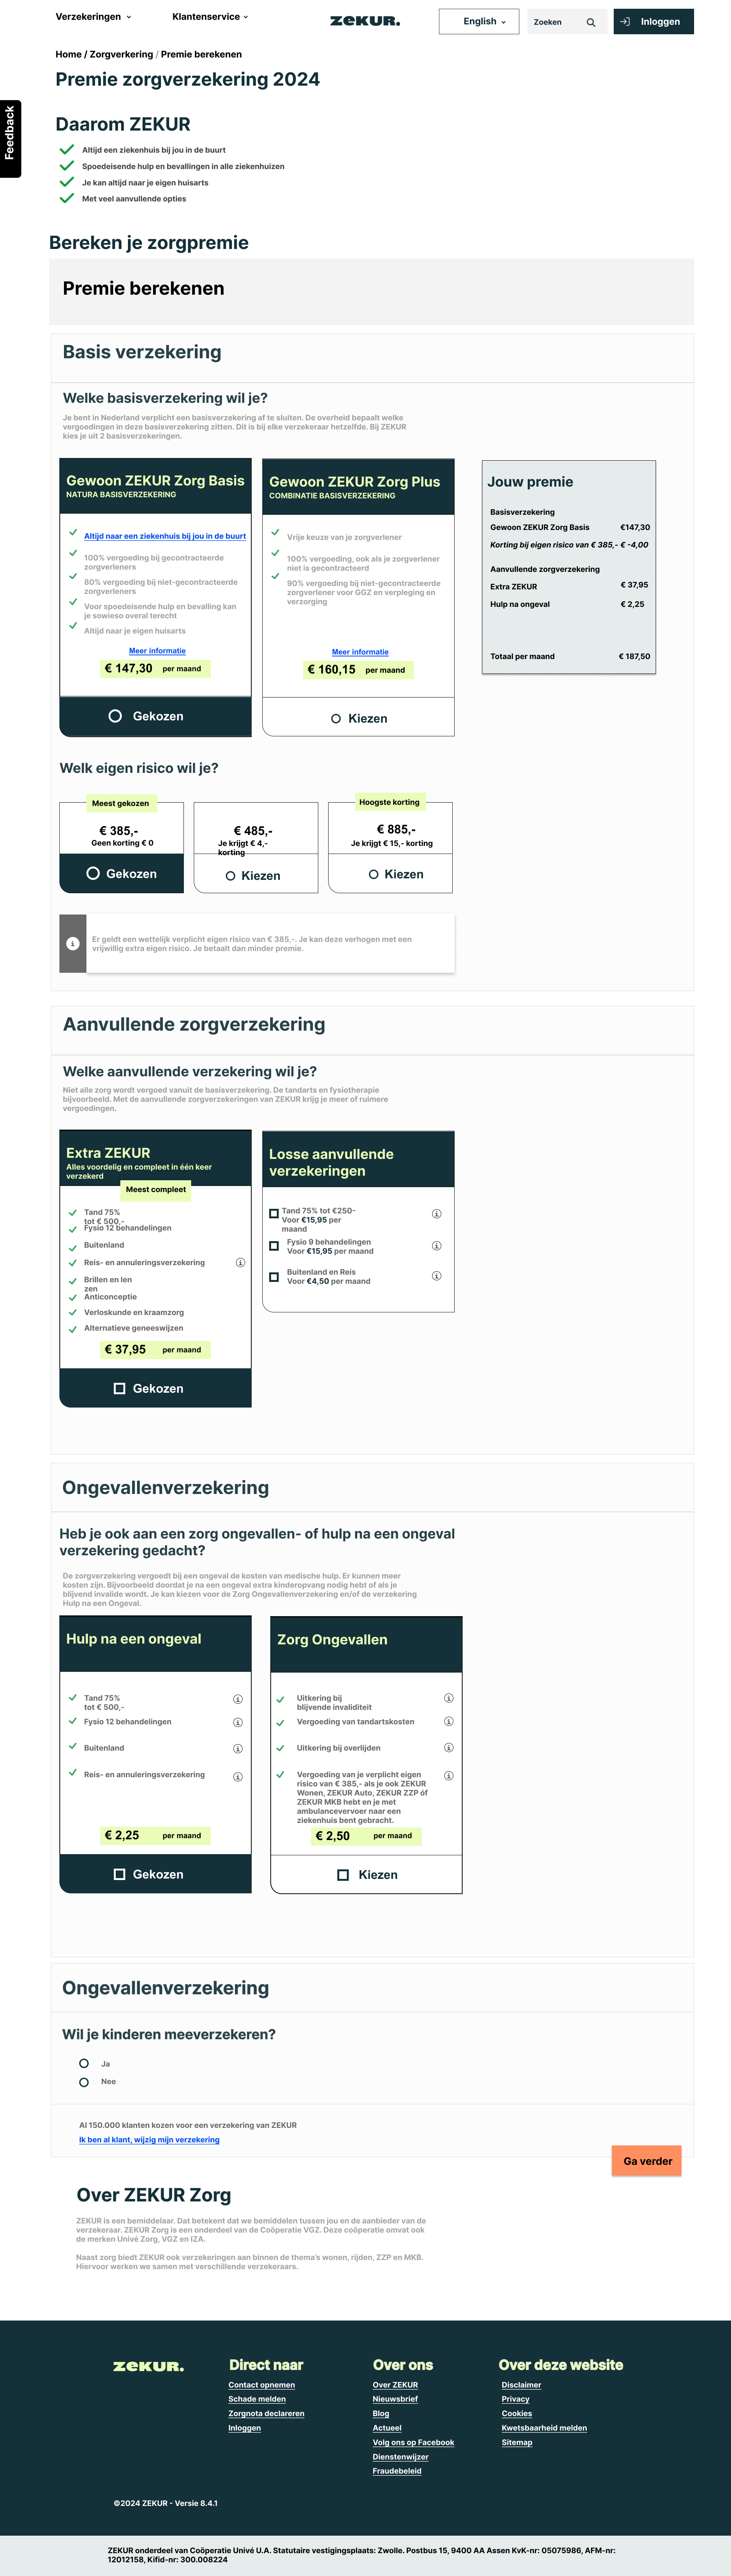 Verzekeringen
Klantenservice
ZEKUR.
English
Zoeken
Inloggen
Home / Zorgverkering / Premie berekenen
Premie zorgverzekering 2024
Feedback
Daarom ZEKUR
Altijd een ziekenhuis bij jou in de buurt
Spoedeisende hulp en bevallingen in alle ziekenhuizen
Je kan altijd naar je eigen huisarts
Met veel aanvullende opties
Bereken je zorgpremie
Premie berekenen
Basis verzekering
Welke basisverzekering wil je?
Je bent in Nederland verplicht een basisverzekering af te sluiten. De overheid bepaalt welke
vergoedingen in deze basisverzekering zitten. Dit is bij elke verzekeraar hetzelfde. Bij ZEKUR
kies je uit 2 basisverzekeringen.
Gewoon ZEKUR Zorg Basis
NATURA BASISVERZEKERING
Altijd naar een ziekenhuis bij jou in de buurt
100% vergoeding bij gecontracteerde
zorgverleners
80% vergoeding bij niet-gecontracteerde
zorgverleners
Voor spoedeisende hulp en bevalling kan
je sowieso overal terecht
Altijd naar je eigen huisarts
Meer informatie
€ 147,30 per maand
Gekozen
Gewoon ZEKUR Zorg Plus
COMBINATIE BASISVERZEKERING
Vrije keuze van je zorgverlener
100% vergoeding, ook als je zorgverlener
niet is gecontracteerd
90% vergoeding bij niet-gecontracteerde
zorgverlener voor GGZ en verpleging en
verzorging
Meer informatie
€ 160,15 per maand
Kiezen
Jouw premie
Basisverzekering
Gewoon ZEKUR Zorg Basis €147,30
Korting bij eigen risico van € 385,- € -4,00
Aanvullende zorgverzekering
Extra ZEKUR € 37,95
Hulp na ongeval € 2,25
Totaal per maand € 187,50
Welk eigen risico wil je?
Meest gekozen
€ 385,-
Geen korting € 0
Gekozen
€ 485,-
Je krijgt € 4,-
korting
Kiezen
Hoogste korting
€ 885,-
Je krijgt € 15,- korting
Kiezen
Er geldt een wettelijk verplicht eigen risico van € 385,-. Je kan deze verhogen met een
vrijwillig extra eigen risico. Je betaalt dan minder premie.
Aanvullende zorgverzekering
Welke aanvullende verzekering wil je?
Niet alle zorg wordt vergoed vanuit de basisverzekering. De tandarts en fysiotherapie
bijvoorbeeld. Met de aanvullende zorgverzekeringen van ZEKUR krijg je meer of ruimere
vergoedingen.
Extra ZEKUR
Alles voordelig en compleet in één keer
verzekerd
Meest compleet
Tand 75%
tot € 500,-
Fysio 12 behandelingen
Buitenland
Reis- en annuleringsverzekering
Brillen en len
zen
Anticonceptie
Verloskunde en kraamzorg
Alternatieve geneeswijzen
€ 37,95 per maand
Gekozen
Losse aanvullende
verzekeringen
Tand 75% tot €250-
Voor €15,95 per
maand
Fysio 9 behandelingen
Voor €15,95 per maand
Buitenland en Reis
Voor €4,50 per maand
Ongevallenverzekering
Heb je ook aan een zorg ongevallen- of hulp na een ongeval
verzekering gedacht?
De zorgverzekering vergoedt bij een ongeval de kosten van medische hulp. Er kunnen meer
kosten zijn. Bijvoorbeeld doordat je na een ongeval extra kinderopvang nodig hebt of als je
blijvend invalide wordt. Je kan kiezen voor de Zorg Ongevallenverzekering en/of de verzekering
Hulp na een Ongeval.
Hulp na een ongeval
Tand 75%
tot € 500,-
Fysio 12 behandelingen
Buitenland
Reis- en annuleringsverzekering
€ 2,25 per maand
Gekozen
Zorg Ongevallen
Uitkering bij
blijvende invaliditeit
Vergoeding van tandartskosten
Uitkering bij overlijden
Vergoeding van je verplicht eigen
risico van € 385,- als je ook ZEKUR
Wonen, ZEKUR Auto, ZEKUR ZZP óf
ZEKUR MKB hebt en je met
ambulancevervoer naar een
ziekenhuis bent gebracht.
€ 2,50 per maand
Kiezen
Ongevallenverzekering
Wil je kinderen meeverzekeren?
Ja
Nee
Al 150.000 klanten kozen voor een verzekering van ZEKUR
Ik ben al klant, wijzig mijn verzekering
Ga verder
Over ZEKUR Zorg
ZEKUR is een bemiddelaar. Dat betekent dat we bemiddelen tussen jou en de aanbieder van de
verzekeraar. ZEKUR Zorg is een onderdeel van de Coöperatie VGZ. Deze coöperatie omvat ook
de merken Univé Zorg, VGZ en IZA.
Naast zorg biedt ZEKUR ook verzekeringen aan binnen de thema's wonen, rijden, ZZP en MKB.
Hiervoor werken we samen met verschillende verzekeraars.
ZEKUR.
Direct naar
Contact opnemen
Schade melden
Zorgnota declareren
Inloggen
Over ons
Over ZEKUR
Nieuwsbrief
Blog
Actueel
Volg ons op Facebook
Dienstenwijzer
Fraudebeleid
Over deze website
Disclaimer
Privacy
Cookies
Kwetsbaarheid melden
Sitemap
©2024 ZEKUR - Versie 8.4.1
ZEKUR onderdeel van Coöperatie Univé U.A. Statutaire vestigingsplaats: Zwolle. Postbus 15, 9400 AA Assen KvK-nr: 05075986, AFM-nr:
12012158, Kifid-nr: 300.008224